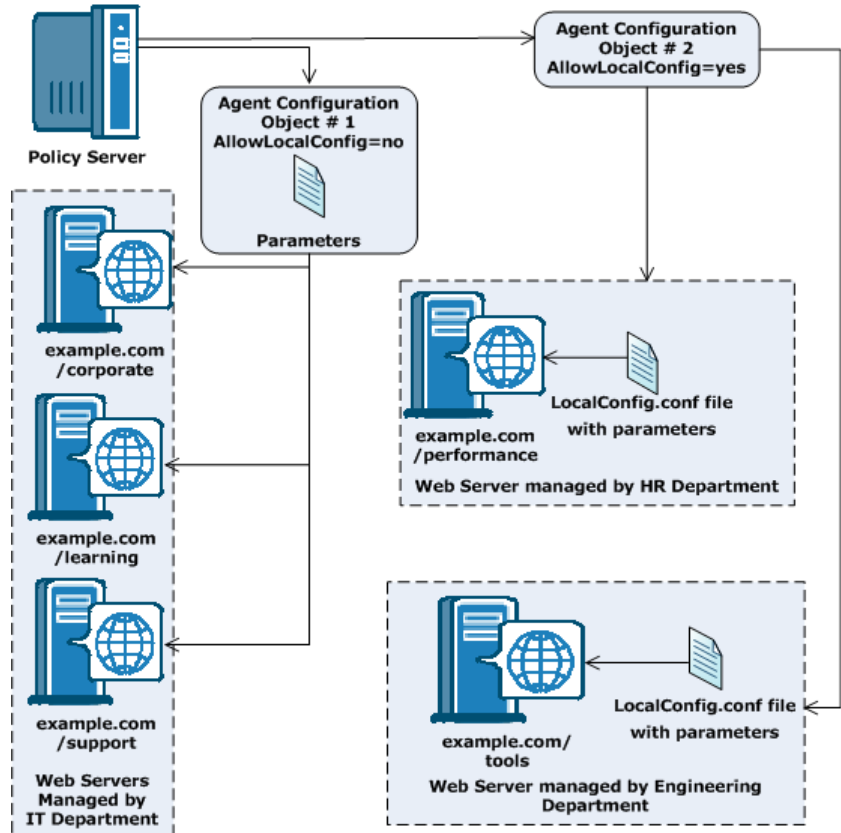 Policy Server
Agent Configuration
Object # 1
AllowLocalConfig=no
Parameters
Agent Configuration
Object # 2
AllowLocalConfig=yes
example.com
/corporate
example.com
/learning
example.com
/support
Web Servers
Managed by
IT Department
example.com
/performance
LocalConfig.conf file
with parameters
Web Server managed by HR Department
example.com/
tools
LocalConfig.conf file
with parameters
Web Server managed by Engineering
Department